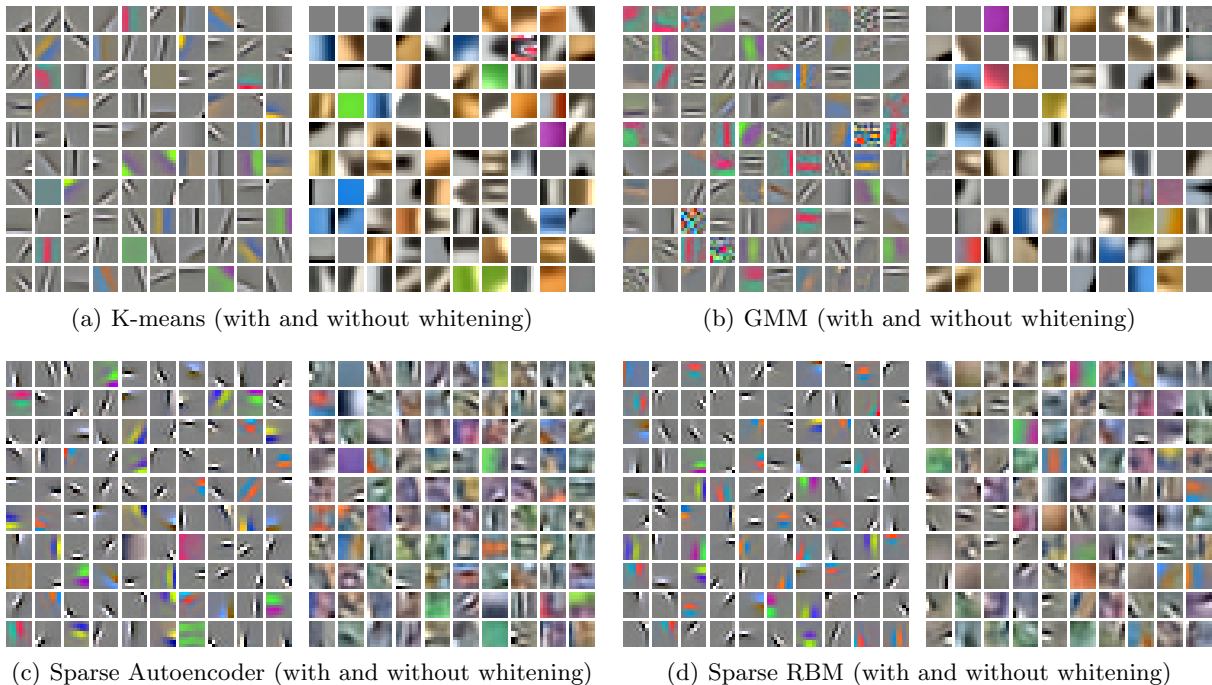 (a) K-means (with and without whitening)
(b) GMM (with and without whitening)
(c) Sparse Autoencoder (with and without whitening)
(d) Sparse RBM (with and without whitening)